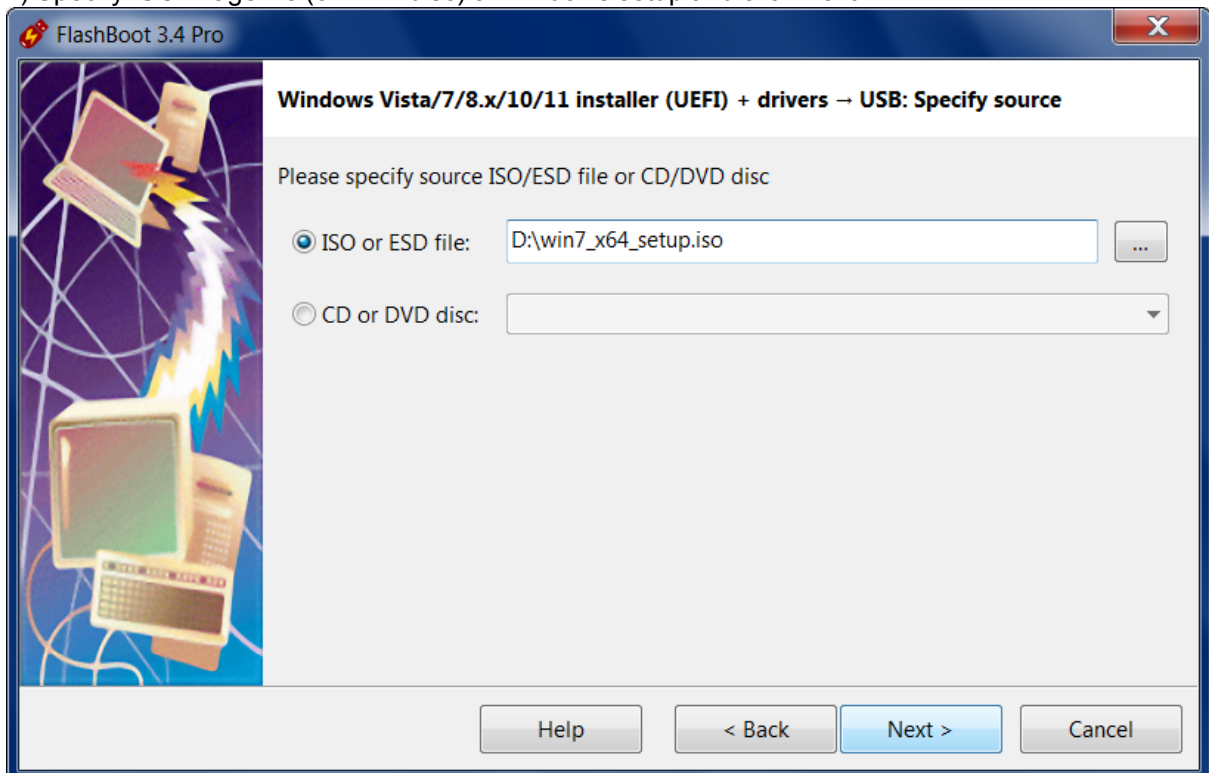 FlashBoot 3.4 Pro
Windows Vista/7/8.x/10/11 installer (UEFI) + drivers → USB: Specify source
Please specify source ISO/ESD file or CD/DVD disc
ISO or ESD file: D:\win7_x64_setup.iso ...
CD or DVD disc:
Help < Back Next > Cancel